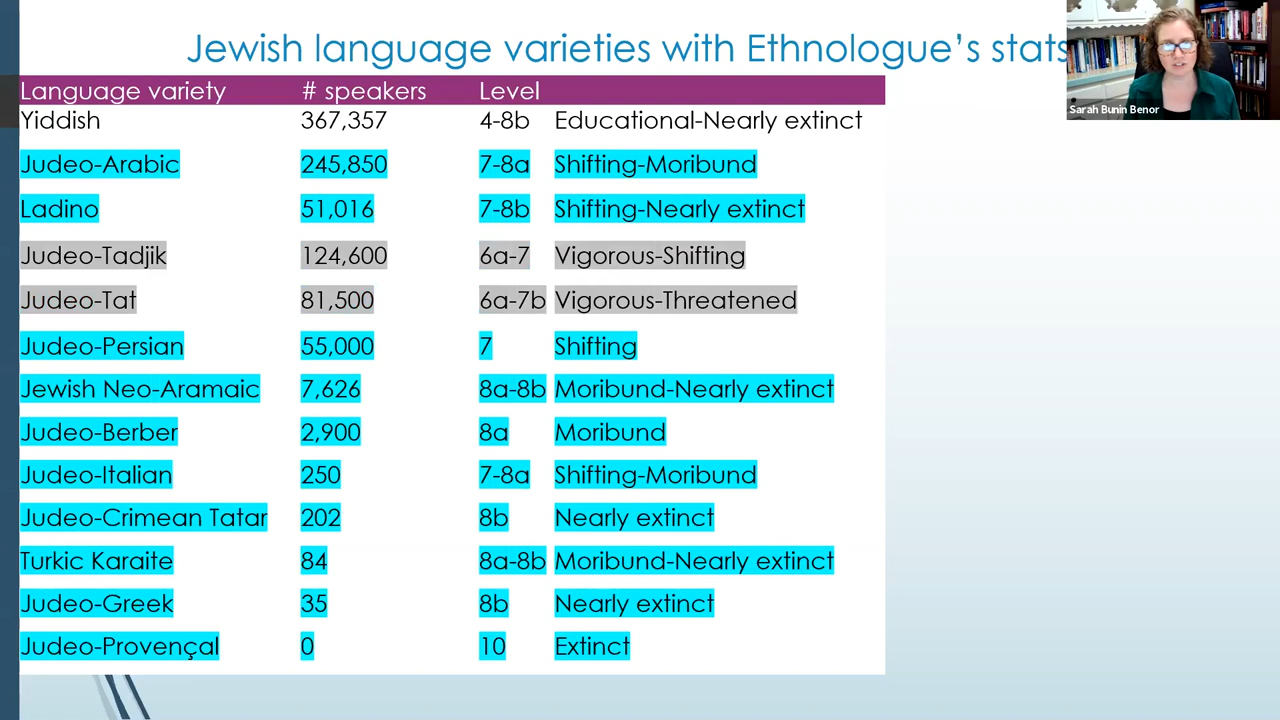 Jewish language varieties with Ethnologue's stats
Sarah Bunin Benor
Language variety # speakers Level
Yiddish 367,357 4-8b Educational-Nearly extinct
Judeo-Arabic 245,850 7-8a Shifting-Moribund
Ladino 51,016 7-8b Shifting-Nearly extinct
Judeo-Tadjik 124,600 6a-7 Vigorous-Shifting
Judeo-Tat 81,500 6a-7b Vigorous-Threatened
Judeo-Persian 55,000 7 Shifting
Jewish Neo-Aramaic 7,626 8a-8b Moribund-Nearly extinct
Judeo-Berber 2,900 8a Moribund
Judeo-Italian 250 7-8a Shifting-Moribund
Judeo-Crimean Tatar 202 8b Nearly extinct
Turkic Karaite 84 8a-8b Moribund-Nearly extinct
Judeo-Greek 35 8b Nearly extinct
Judeo-Provençal 0 10 Extinct